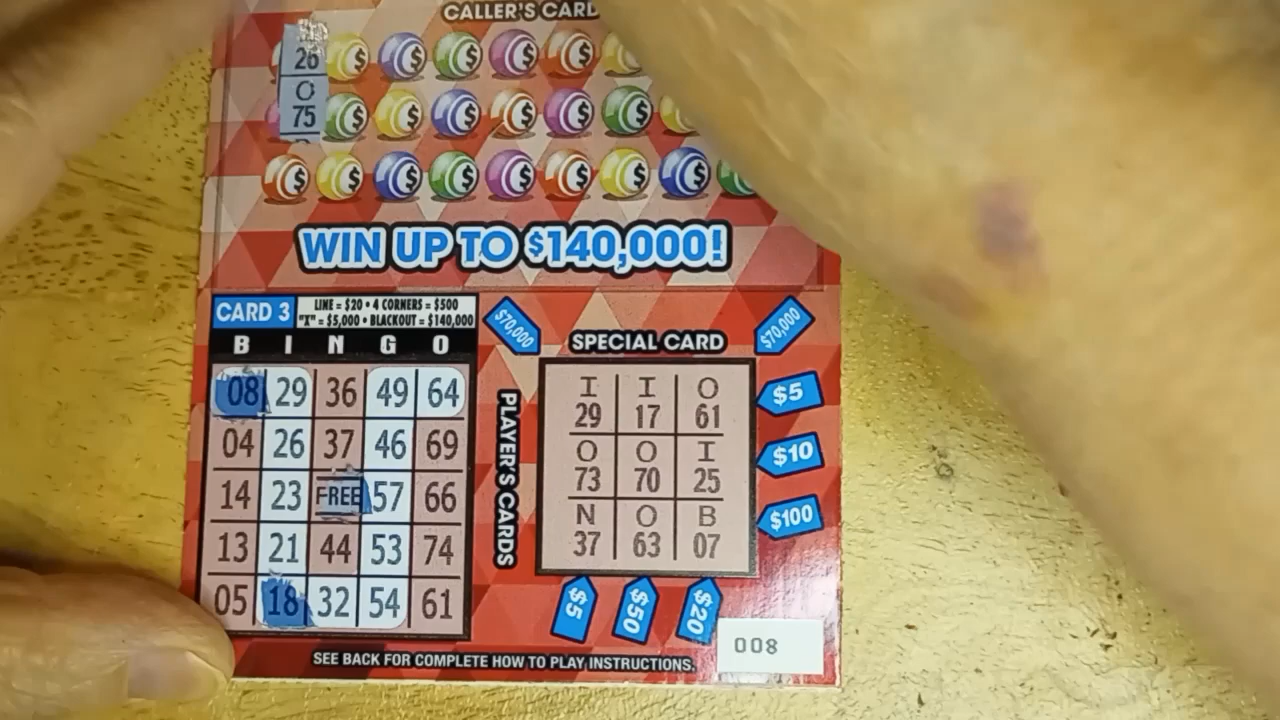 CALLER'S CARD
26
O
75
WIN UP TO $140,000!
CARD 3
LINE = $20 • 4 CORNERS = $500
"X" = $5,000 • BLACKOUT = $140,000
B I N G O
08 29 36 49 64
04 26 37 46 69
14 23 FREE 57 66
13 21 44 53 74
05 18 32 54 61
PLAYER'S CARDS
$70,000
SPECIAL CARD
$70,000
I I O
29 17 61
$5
O O I
73 70 25
$10
N O B
37 63 07
$100
$5 $50 $20
008
SEE BACK FOR COMPLETE HOW TO PLAY INSTRUCTIONS.